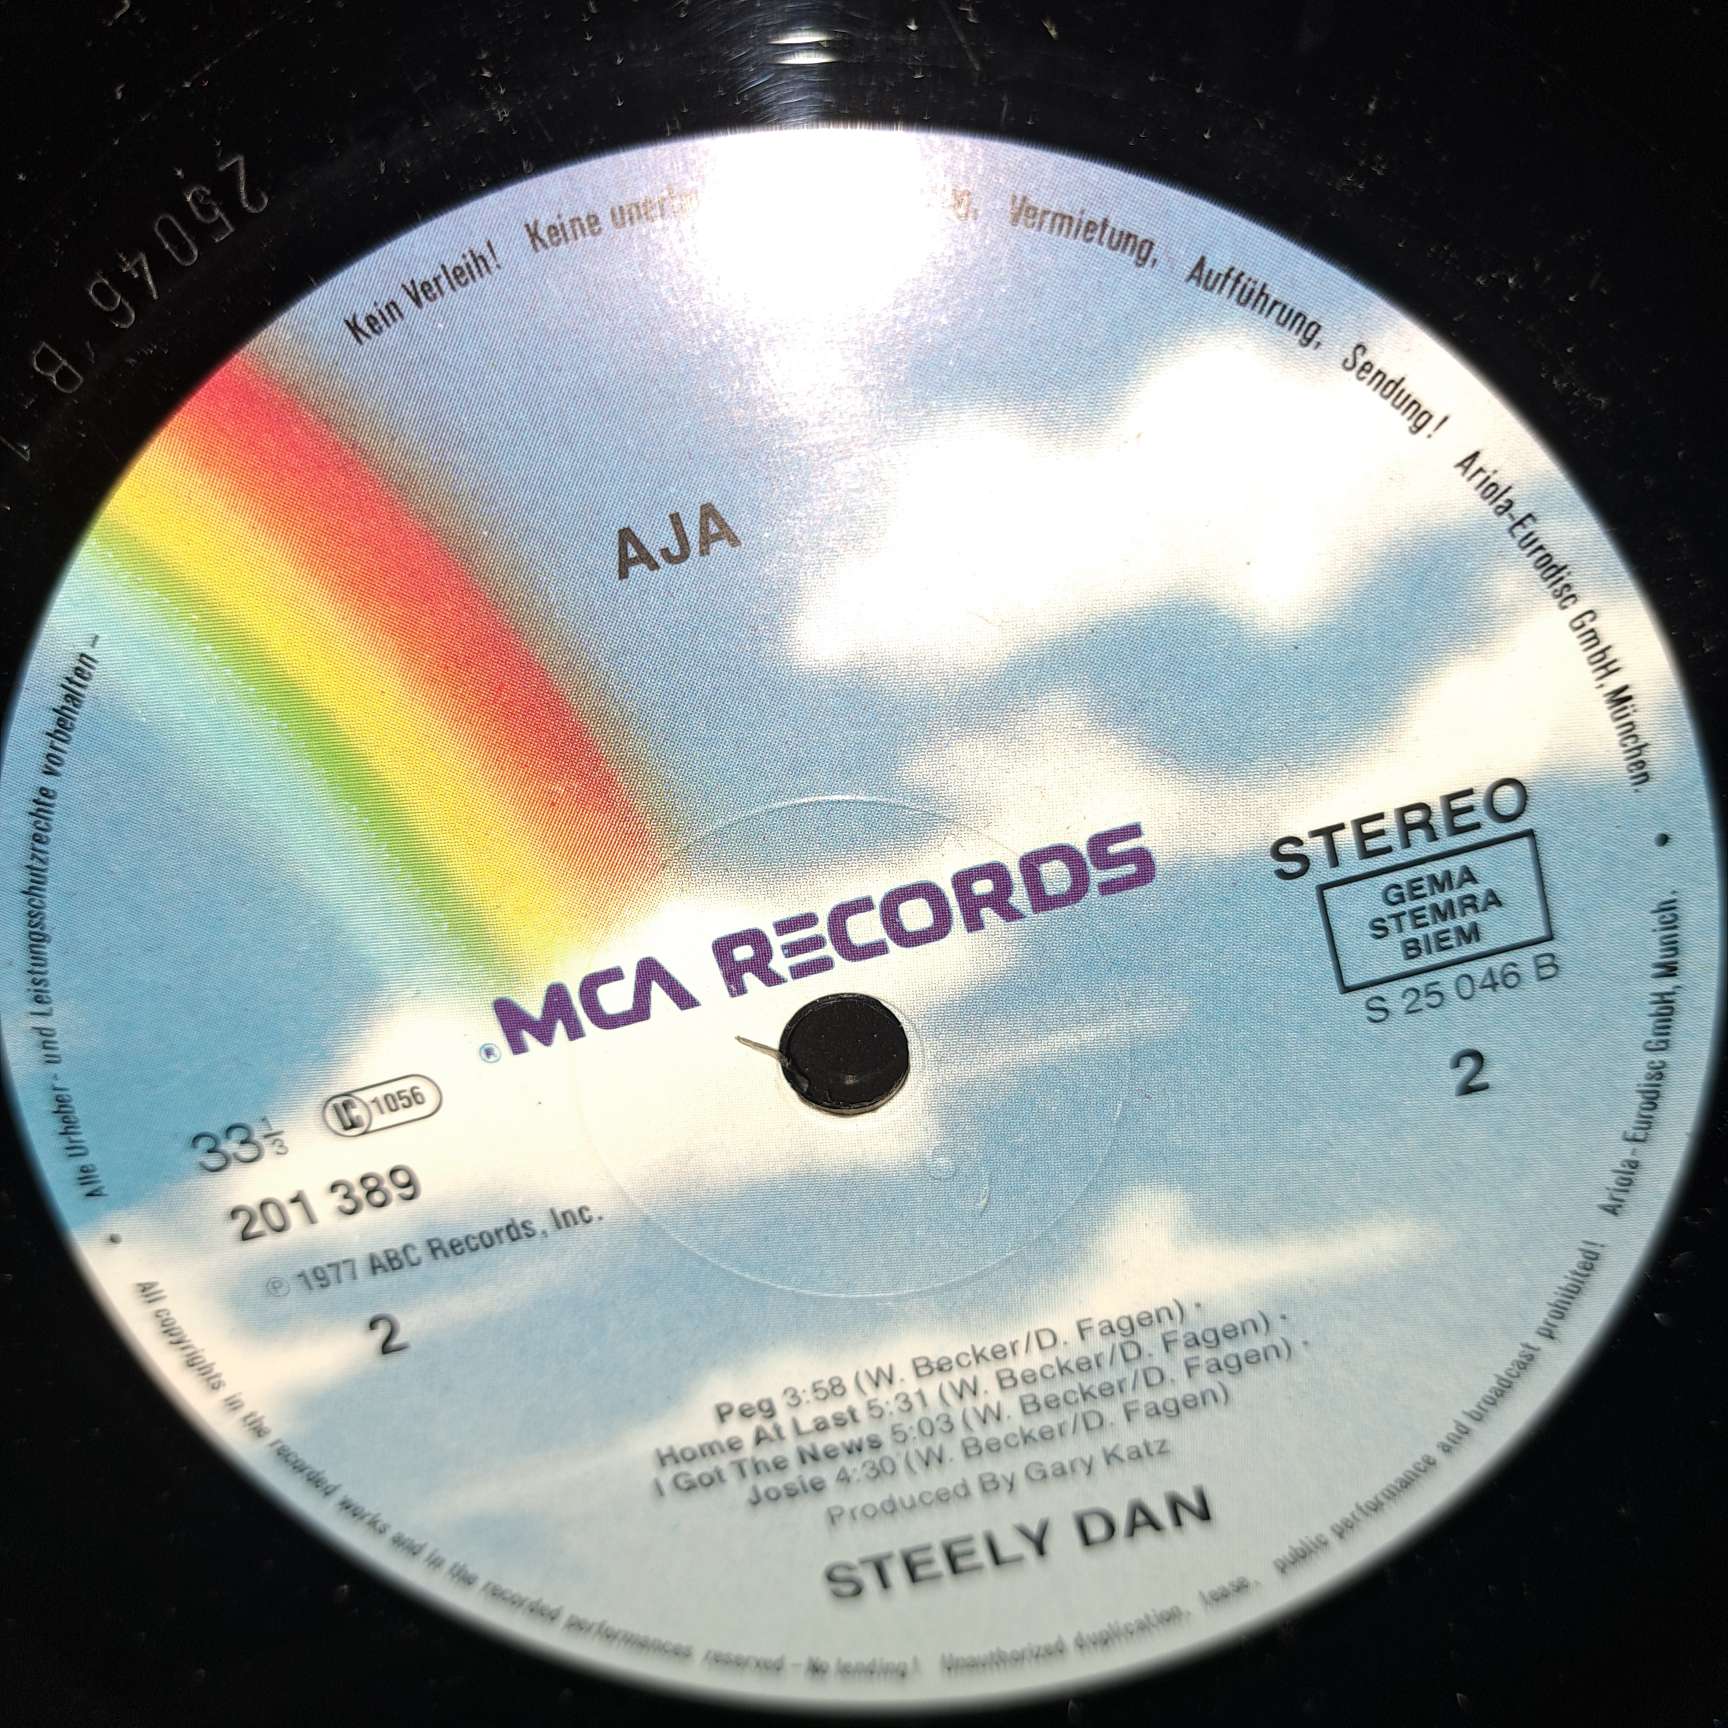 25046 B
Kein Verleih! Keine Vermietung, Aufführung, Sendung! Ariola-Eurodisc GmbH, München.
AJA
Alle Urheber- und Leistungsschutzrechte vorbehalten –
® MCA RECORDS
STEREO
GEMA
STEMRA
BIEM
S 25 046 B
2
33 1/3 LC 1056
201 389
℗ 1977 ABC Records, Inc.
2
Peg 3:58 (W. Becker/D. Fagen) •
Home At Last 5:31 (W. Becker/D. Fagen) •
I Got The News 5:03 (W. Becker/D. Fagen) •
Josie 4:30 (W. Becker/D. Fagen)
Produced By Gary Katz
STEELY DAN
All copyrights in the recorded works and in the recorded performances reserved – No lending! Unauthorized duplication, lease, public performance and broadcast prohibited! Ariola-Eurodisc GmbH, Munich.